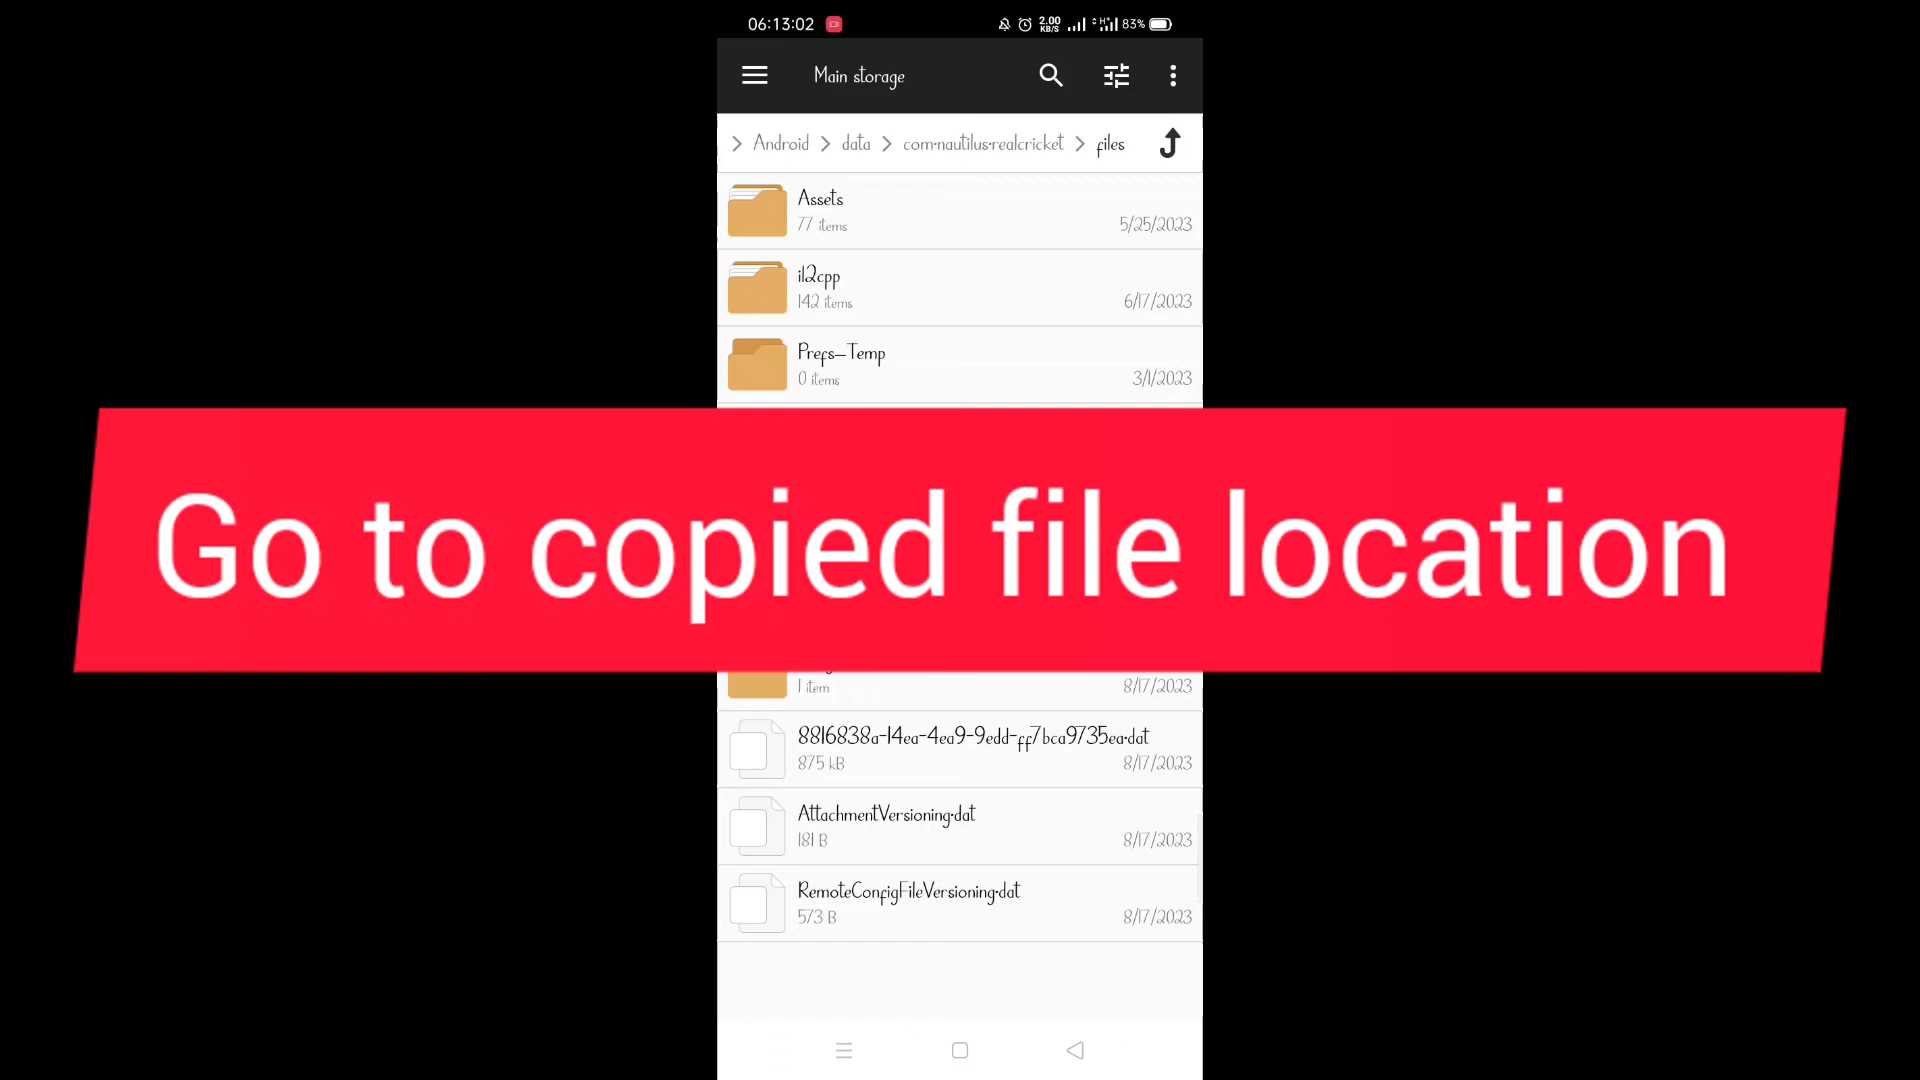 06:13:02 2.00 KB/S H+ 83%
Main storage
Android data com.nautilus.realcricket files
Assets
77 items 5/25/2023
il2cpp
142 items 6/17/2023
Prefs_Temp
0 items 3/1/2023
Go to copied file location
1 item 8/17/2023
8816838a-14ea-4ea9-9edd-ff7bca9735ea.dat
875 kB 8/17/2023
AttachmentVersioning.dat
181 B 8/17/2023
RemoteConfigFileVersioning.dat
573 B 8/17/2023